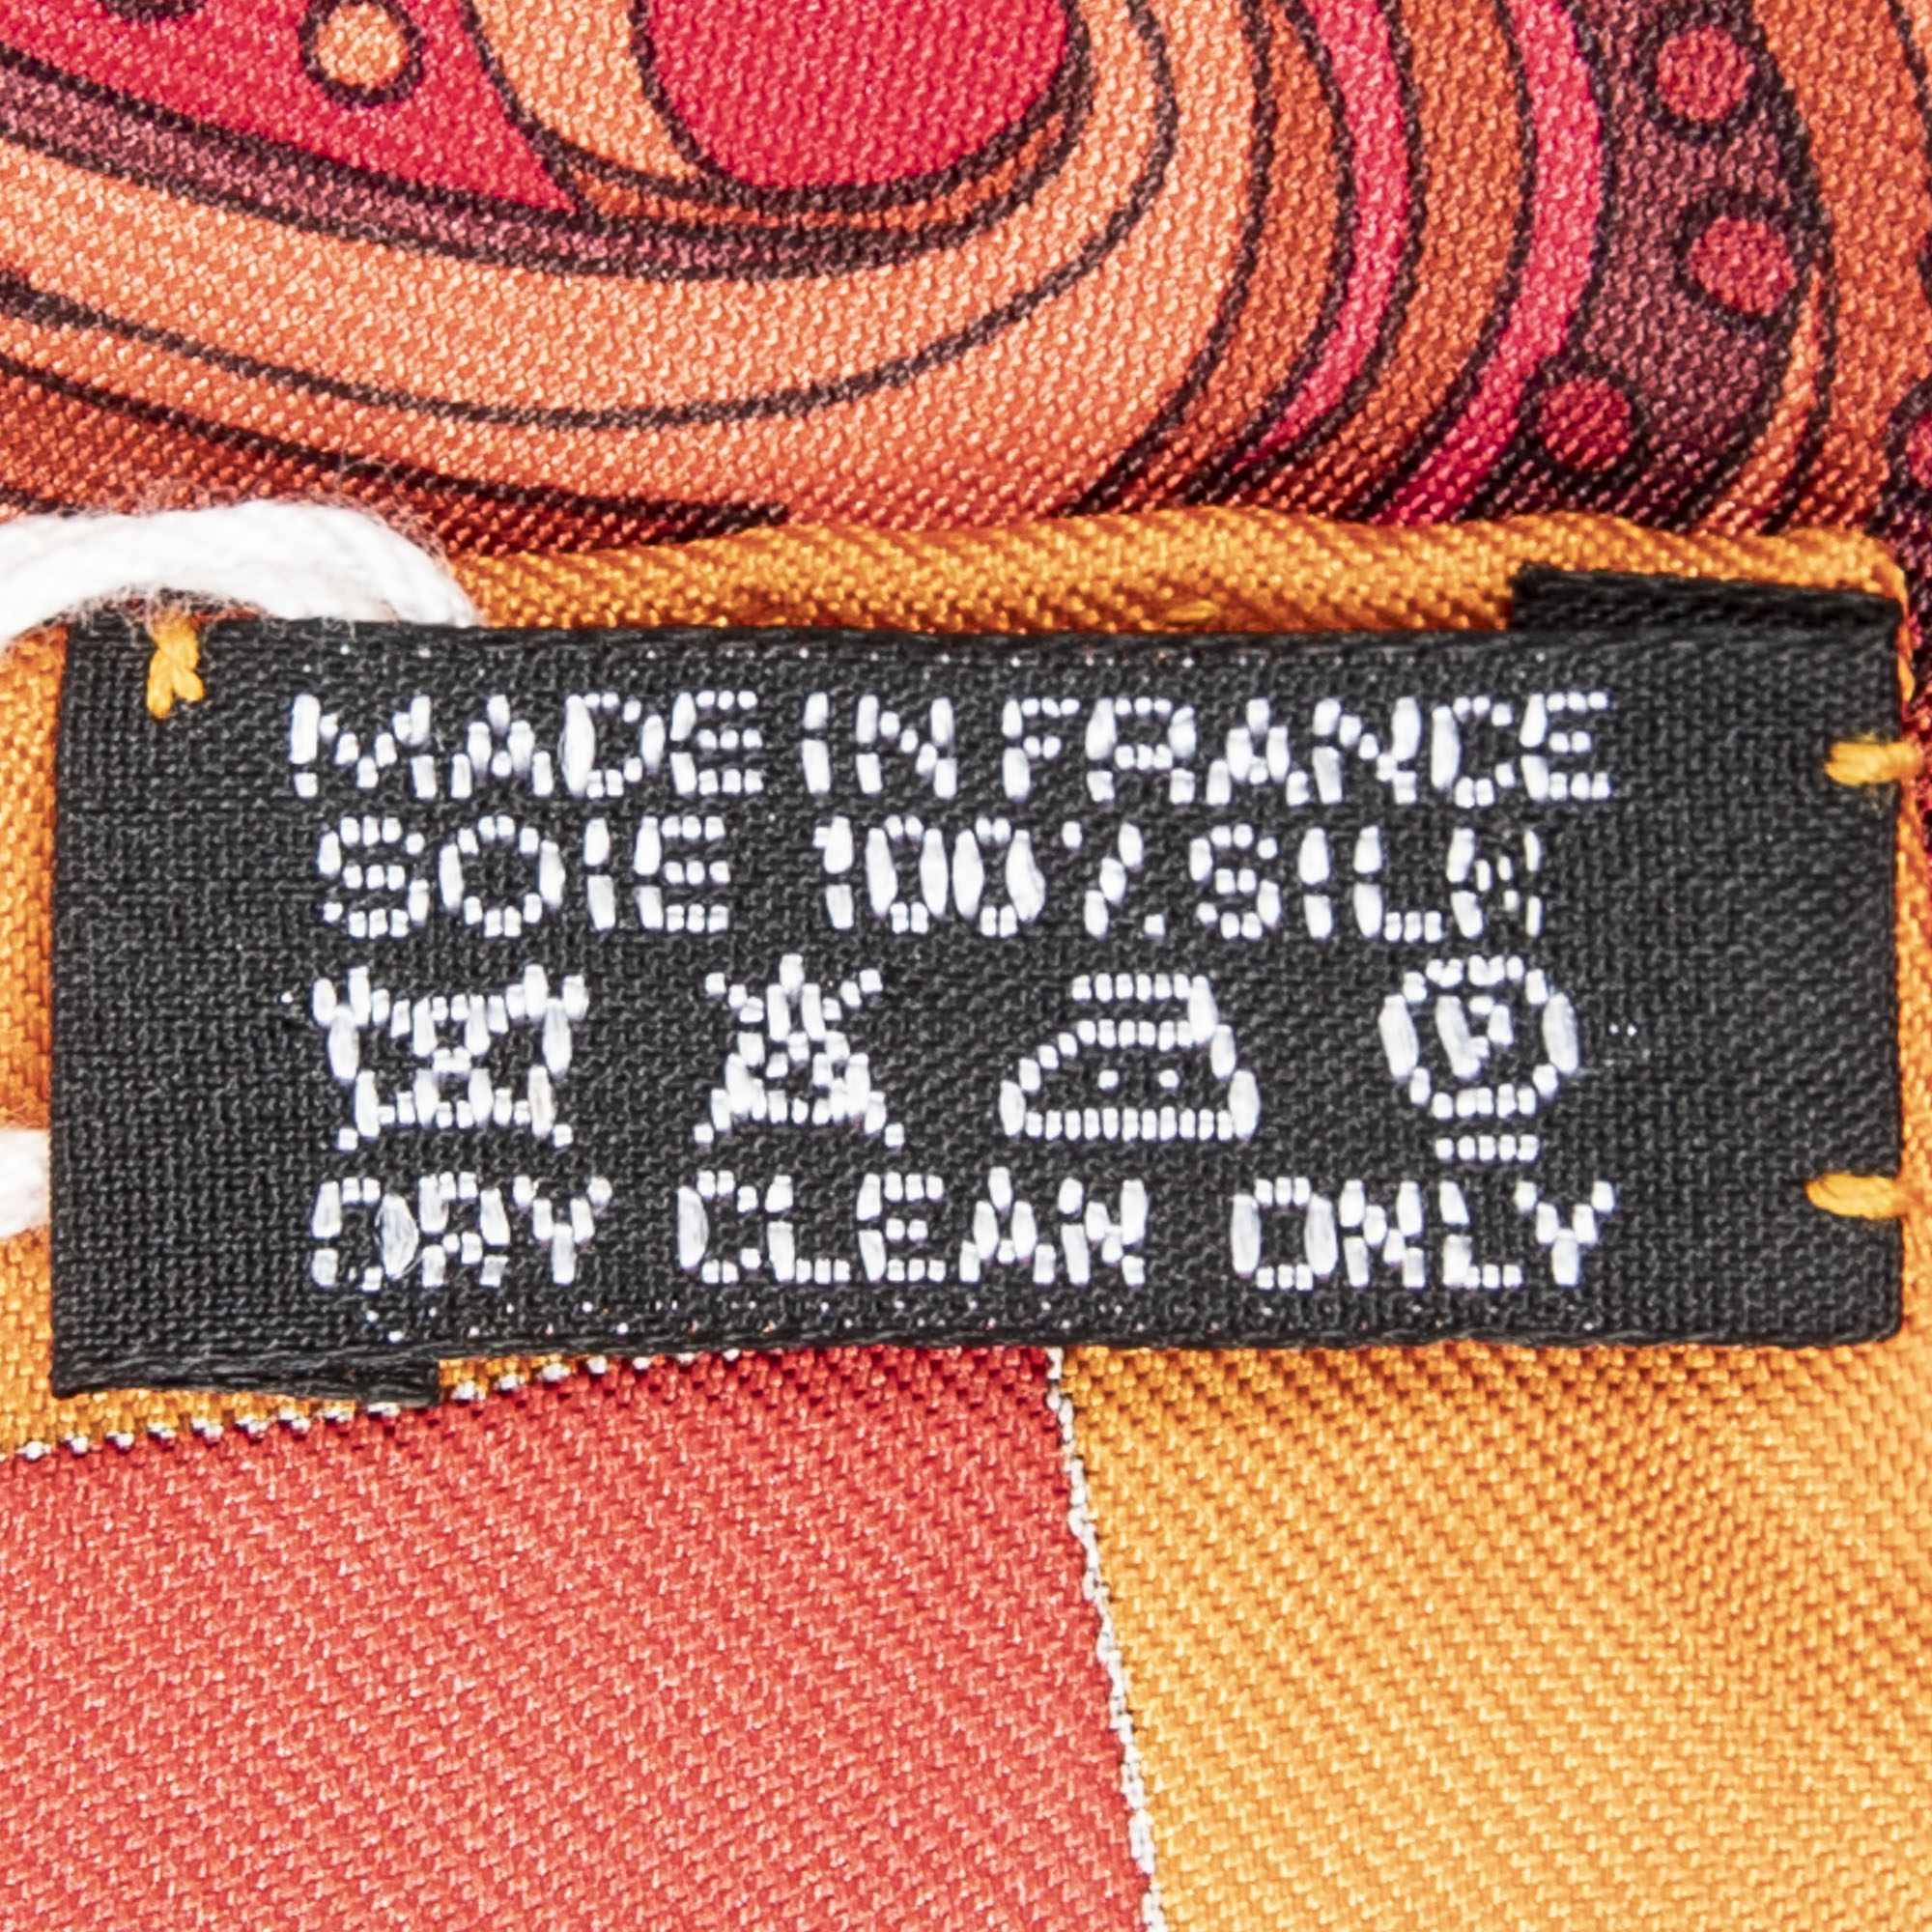 MADE IN FRANCE
SOIE 100% SILK
P
DRY CLEAN ONLY